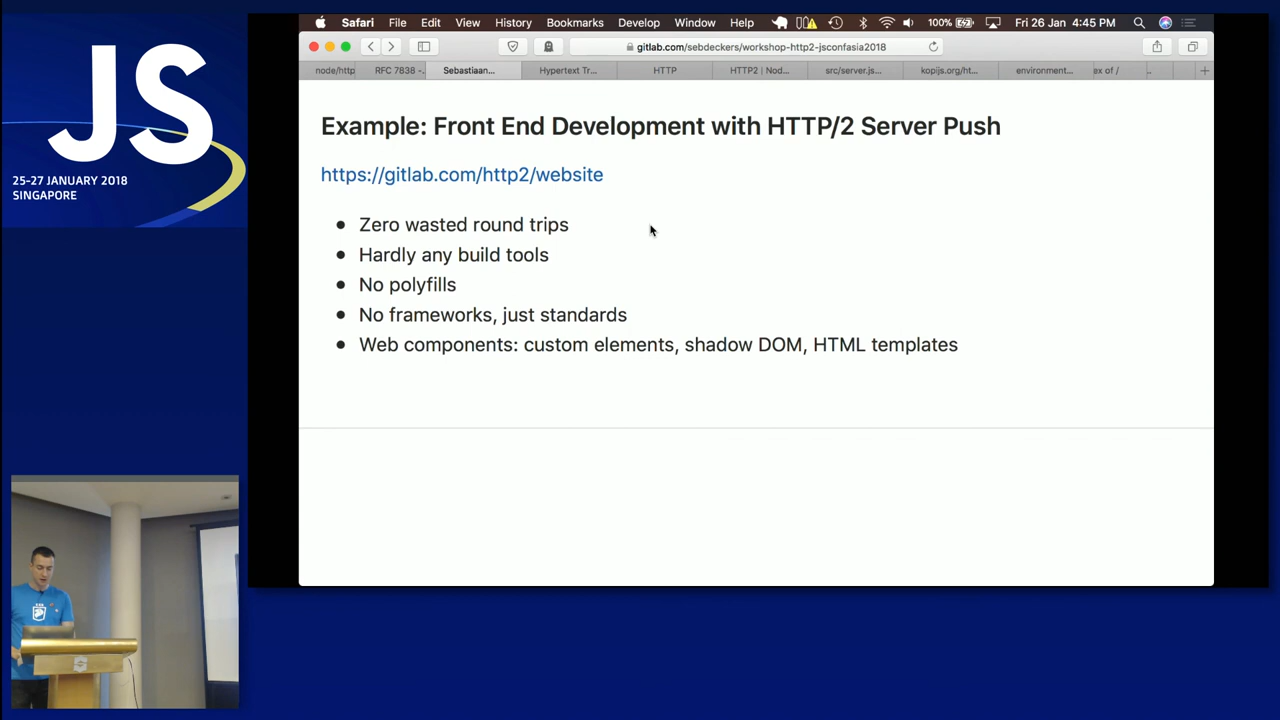 JS
25-27 JANUARY 2018
SINGAPORE
Safari File Edit View History Bookmarks Develop Window Help 100% Fri 26 Jan 4:45 PM
gitlab.com/sebdeckers/workshop-http2-jsconfasia2018
node/http RFC 7838 -.. Sebastiaan... Hypertext Tr... HTTP HTTP2 | Nod... src/server.js... kopijs.org/ht... environment... ex of / ..
Example: Front End Development with HTTP/2 Server Push
https://gitlab.com/http2/website
Zero wasted round trips
Hardly any build tools
No polyfills
No frameworks, just standards
Web components: custom elements, shadow DOM, HTML templates